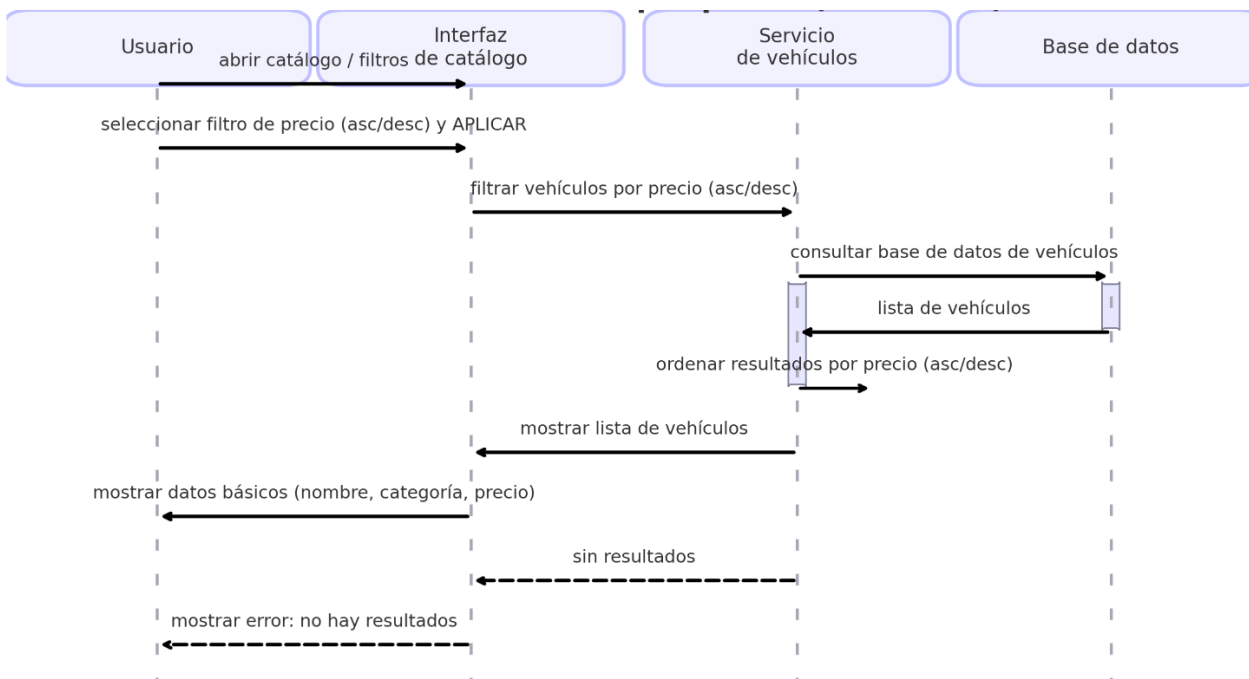 Usuario
Interfaz
de catálogo
Servicio
de vehículos
Base de datos
abrir catálogo / filtros
seleccionar filtro de precio (asc/desc) y APLICAR
filtrar vehículos por precio (asc/desc)
consultar base de datos de vehículos
lista de vehículos
ordenar resultados por precio (asc/desc)
mostrar lista de vehículos
mostrar datos básicos (nombre, categoría, precio)
sin resultados
mostrar error: no hay resultados